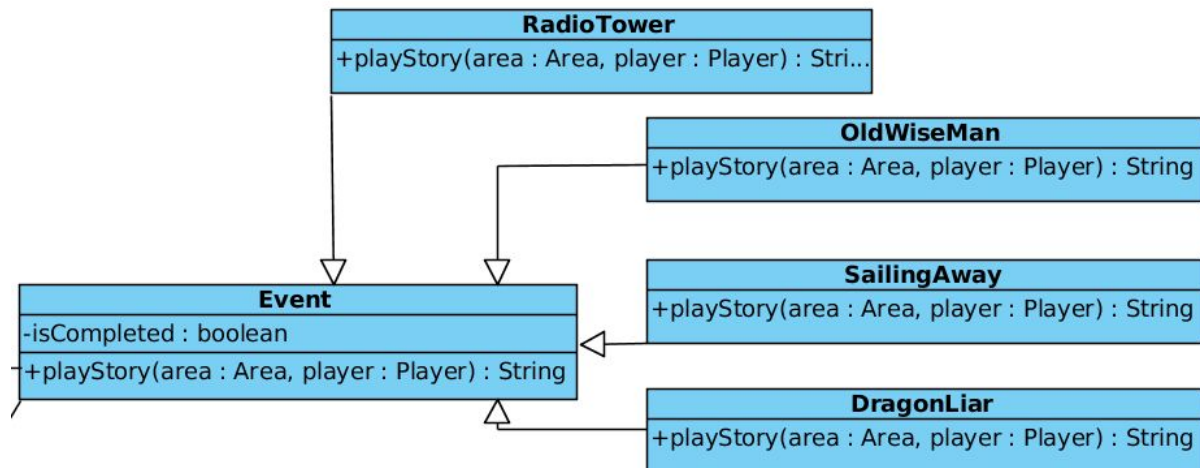 RadioTower
+playStory(area : Area, player : Player) : Stri...
OldWiseMan
+playStory(area : Area, player : Player) : String
SailingAway
+playStory(area : Area, player : Player) : String
Event
-isCompleted : boolean
+playStory(area : Area, player : Player) : String
DragonLiar
+playStory(area : Area, player : Player) : String